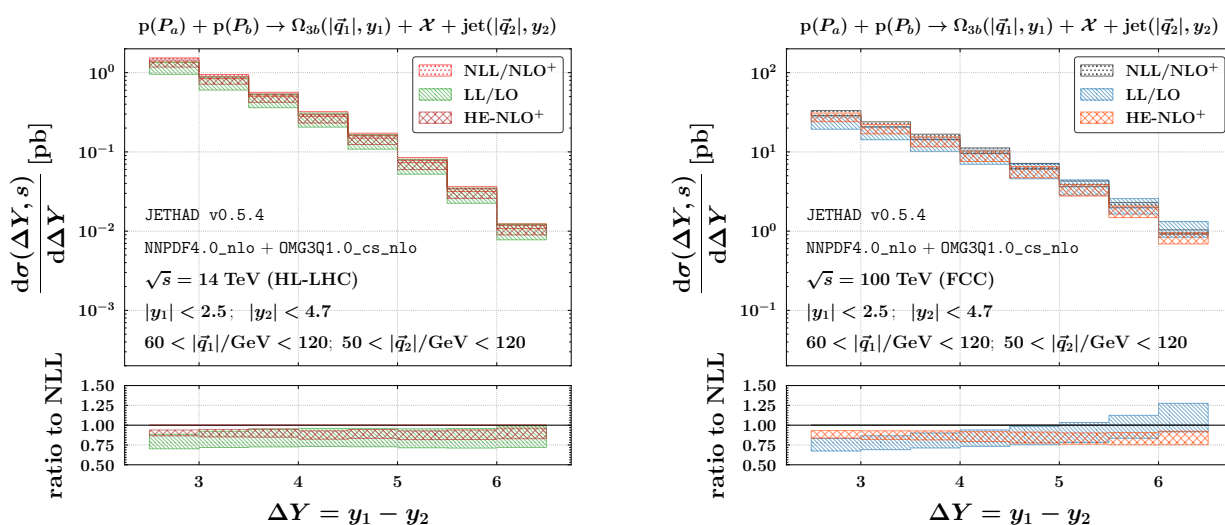 p(P_a) + p(P_b) → Ω_{3b}(|q⃗_1|, y_1) + 𝒳 + jet(|q⃗_2|, y_2)
dσ(ΔY, s) / dΔY [pb]
10^0
10^{-1}
10^{-2}
10^{-3}
NLL/NLO^+
LL/LO
HE-NLO^+
JETHAD v0.5.4
NNPDF4.0_nlo + OMG3Q1.0_cs_nlo
√s = 14 TeV (HL-LHC)
|y_1| < 2.5 ; |y_2| < 4.7
60 < |q⃗_1|/GeV < 120; 50 < |q⃗_2|/GeV < 120
ratio to NLL
1.50
1.25
1.00
0.75
0.50
3 4 5 6
ΔY = y_1 − y_2
p(P_a) + p(P_b) → Ω_{3b}(|q⃗_1|, y_1) + 𝒳 + jet(|q⃗_2|, y_2)
dσ(ΔY, s) / dΔY [pb]
10^2
10^1
10^0
10^{-1}
NLL/NLO^+
LL/LO
HE-NLO^+
JETHAD v0.5.4
NNPDF4.0_nlo + OMG3Q1.0_cs_nlo
√s = 100 TeV (FCC)
|y_1| < 2.5 ; |y_2| < 4.7
60 < |q⃗_1|/GeV < 120; 50 < |q⃗_2|/GeV < 120
ratio to NLL
1.50
1.25
1.00
0.75
0.50
3 4 5 6
ΔY = y_1 − y_2